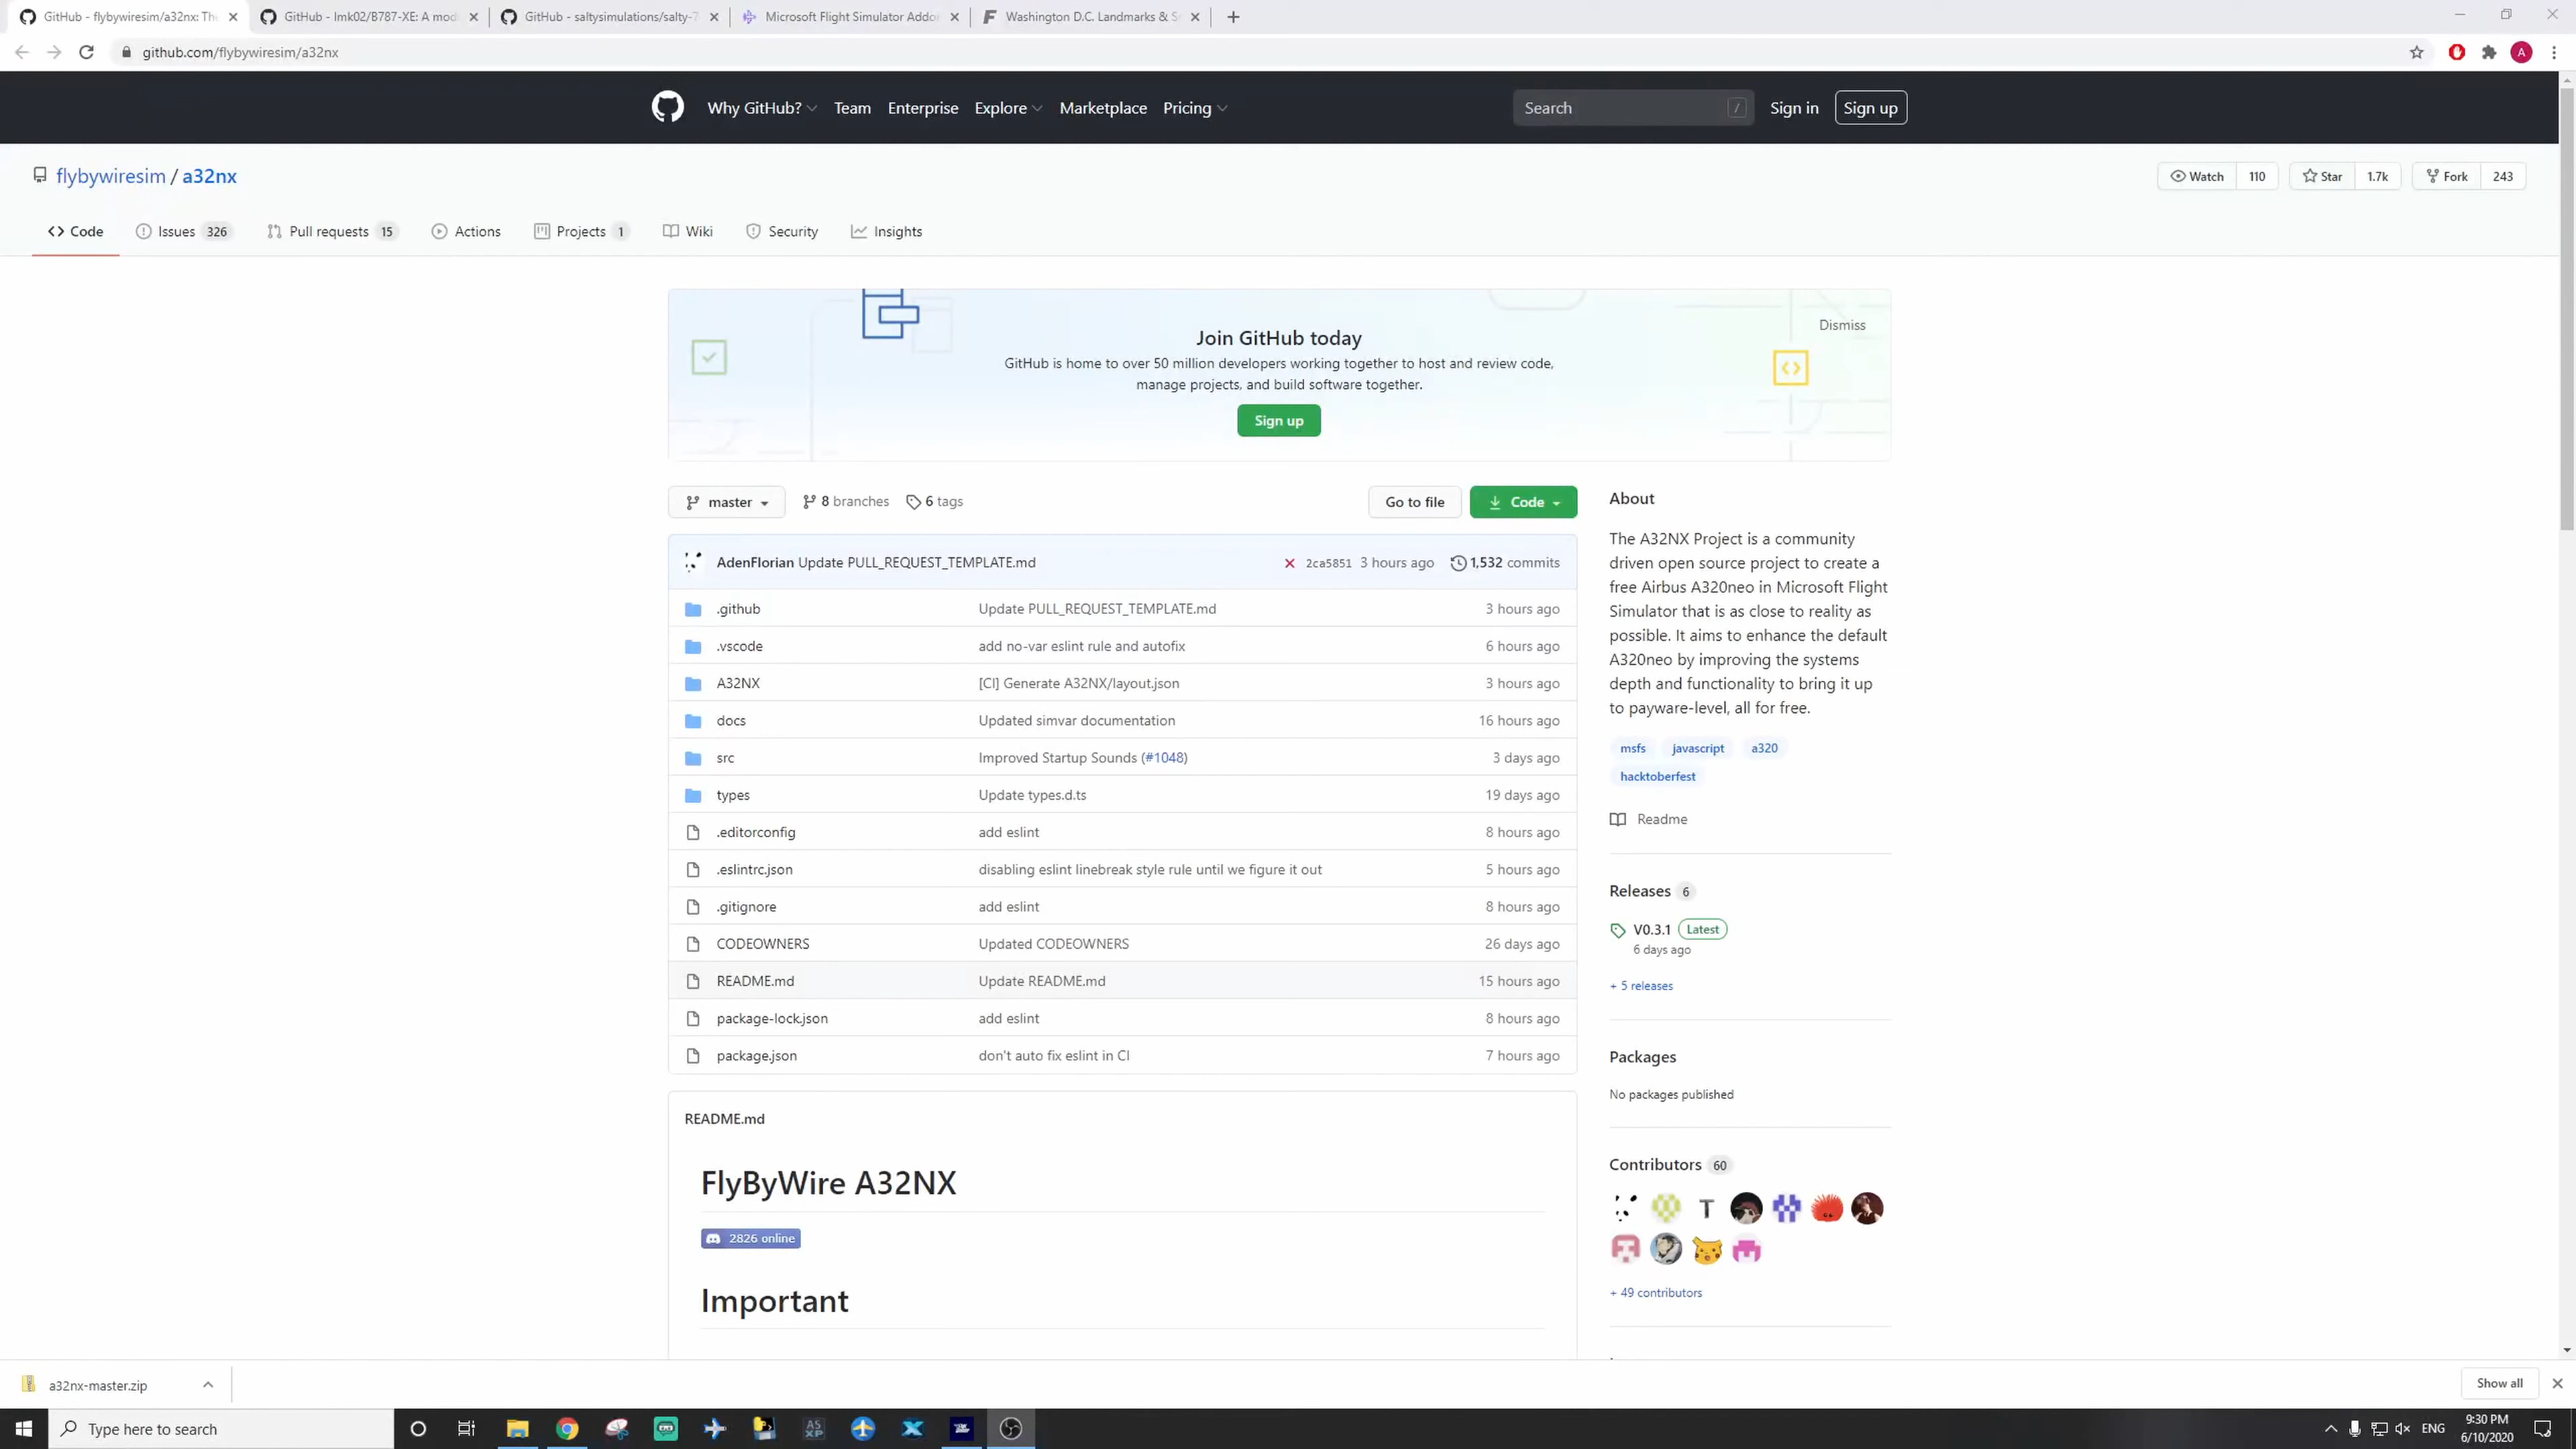 GitHub - flybywiresim/a32nx: The
GitHub - lmk02/B787-XE: A mod
GitHub - saltysimulations/salty-7
Microsoft Flight Simulator Addon
Washington D.C. Landmarks & S
github.com/flybywiresim/a32nx
A
Why GitHub?
Team
Enterprise
Explore
Marketplace
Pricing
Search
/
Sign in
Sign up
flybywiresim / a32nx
Watch 110
Star 1.7k
Fork 243
Code
Issues 326
Pull requests 15
Actions
Projects 1
Wiki
Security
Insights
Join GitHub today
Dismiss
GitHub is home to over 50 million developers working together to host and review code,
manage projects, and build software together.
Sign up
master
8 branches
6 tags
Go to file
Code
AdenFlorian Update PULL_REQUEST_TEMPLATE.md 2ca5851 3 hours ago 1,532 commits
.github Update PULL_REQUEST_TEMPLATE.md 3 hours ago
.vscode add no-var eslint rule and autofix 6 hours ago
A32NX [CI] Generate A32NX/layout.json 3 hours ago
docs Updated simvar documentation 16 hours ago
src Improved Startup Sounds (#1048) 3 days ago
types Update types.d.ts 19 days ago
.editorconfig add eslint 8 hours ago
.eslintrc.json disabling eslint linebreak style rule until we figure it out 5 hours ago
.gitignore add eslint 8 hours ago
CODEOWNERS Updated CODEOWNERS 26 days ago
README.md Update README.md 15 hours ago
package-lock.json add eslint 8 hours ago
package.json don't auto fix eslint in CI 7 hours ago
README.md
FlyByWire A32NX
2826 online
Important
About
The A32NX Project is a community
driven open source project to create a
free Airbus A320neo in Microsoft Flight
Simulator that is as close to reality as
possible. It aims to enhance the default
A320neo by improving the systems
depth and functionality to bring it up
to payware-level, all for free.
msfs javascript a320
hacktoberfest
Readme
Releases 6
V0.3.1 Latest
6 days ago
+ 5 releases
Packages
No packages published
Contributors 60
T
+ 49 contributors
a32nx-master.zip
Show all
Type here to search
AS
XP
ENG
9:30 PM
6/10/2020